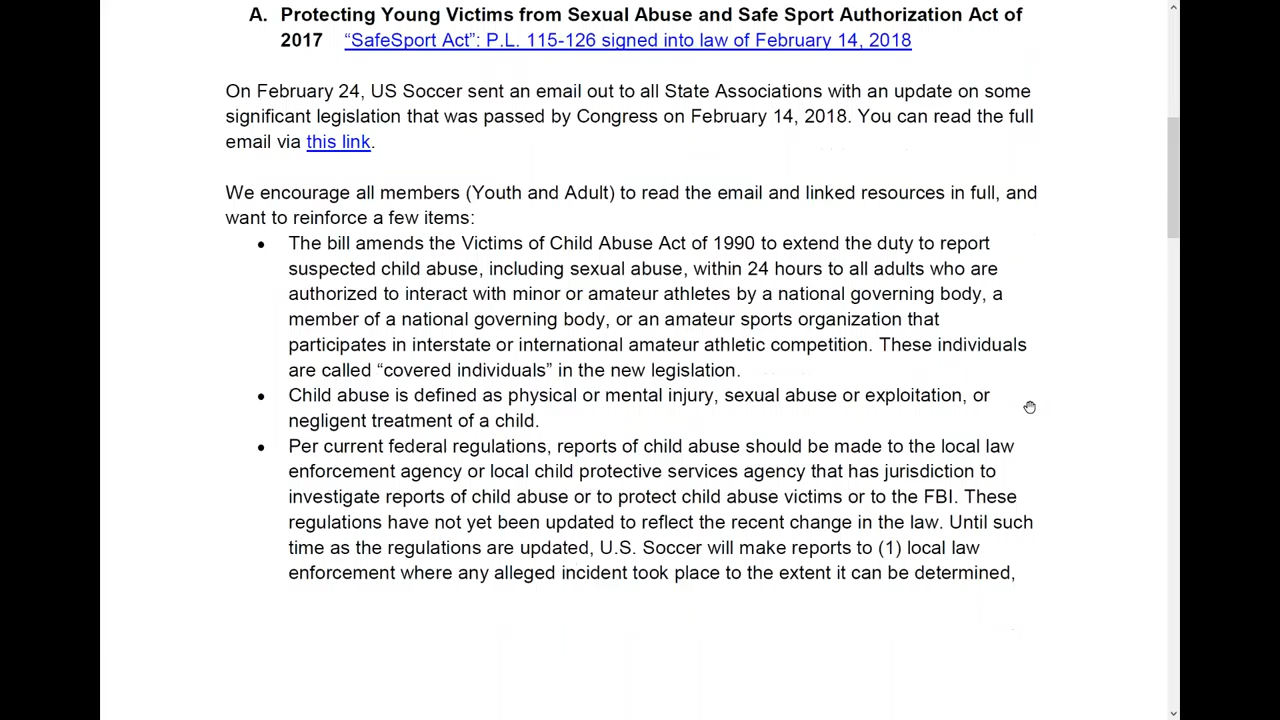 A. Protecting Young Victims from Sexual Abuse and Safe Sport Authorization Act of
2017 “SafeSport Act”: P.L. 115-126 signed into law of February 14, 2018
On February 24, US Soccer sent an email out to all State Associations with an update on some
significant legislation that was passed by Congress on February 14, 2018. You can read the full
email via this link.
We encourage all members (Youth and Adult) to read the email and linked resources in full, and
want to reinforce a few items:
• The bill amends the Victims of Child Abuse Act of 1990 to extend the duty to report
suspected child abuse, including sexual abuse, within 24 hours to all adults who are
authorized to interact with minor or amateur athletes by a national governing body, a
member of a national governing body, or an amateur sports organization that
participates in interstate or international amateur athletic competition. These individuals
are called “covered individuals” in the new legislation.
• Child abuse is defined as physical or mental injury, sexual abuse or exploitation, or
negligent treatment of a child.
• Per current federal regulations, reports of child abuse should be made to the local law
enforcement agency or local child protective services agency that has jurisdiction to
investigate reports of child abuse or to protect child abuse victims or to the FBI. These
regulations have not yet been updated to reflect the recent change in the law. Until such
time as the regulations are updated, U.S. Soccer will make reports to (1) local law
enforcement where any alleged incident took place to the extent it can be determined,